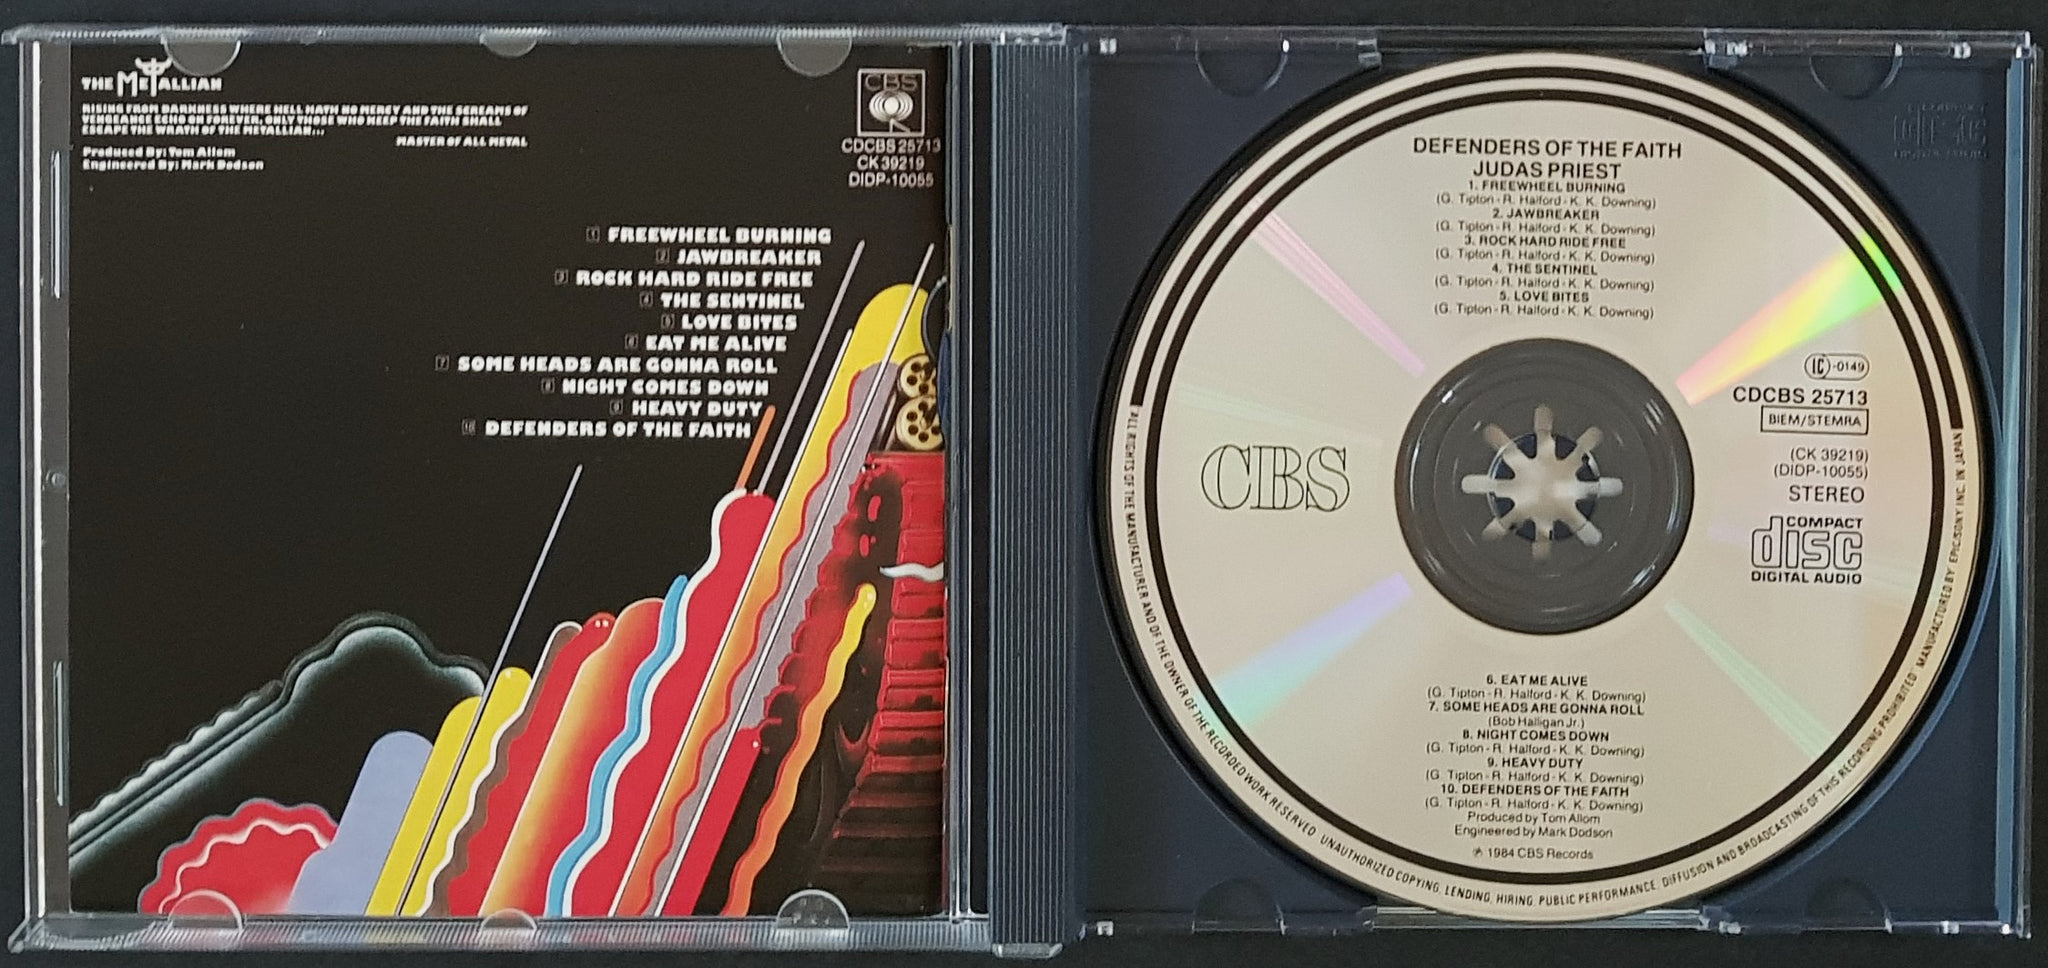 THE METALLIAN
RISING FROM DARKNESS WHERE HELL HATH NO MERCY AND THE SCREAMS OF
VENGEANCE ECHO ON FOREVER. ONLY THOSE WHO KEEP THE FAITH SHALL
ESCAPE THE WRATH OF THE METALLIAN...
MASTER OF ALL METAL
Produced By: Tom Allom
Engineered By: Mark Dodson
CBS
CDCBS 25713
CK 39219
DIDP-10055
1 FREEWHEEL BURNING
2 JAWBREAKER
3 ROCK HARD RIDE FREE
4 THE SENTINEL
5 LOVE BITES
6 EAT ME ALIVE
7 SOME HEADS ARE GONNA ROLL
8 NIGHT COMES DOWN
9 HEAVY DUTY
10 DEFENDERS OF THE FAITH
DEFENDERS OF THE FAITH
JUDAS PRIEST
1. FREEWHEEL BURNING
(G. Tipton - R. Halford - K. K. Downing)
2. JAWBREAKER
(G. Tipton - R. Halford - K. K. Downing)
3. ROCK HARD RIDE FREE
(G. Tipton - R. Halford - K. K. Downing)
4. THE SENTINEL
(G. Tipton - R. Halford - K. K. Downing)
5. LOVE BITES
(G. Tipton - R. Halford - K. K. Downing)
CBS
IC -0149
CDCBS 25713
BIEM/STEMRA
(CK 39219)
(DIDP-10055)
STEREO
COMPACT
disc
DIGITAL AUDIO
6. EAT ME ALIVE
(G. Tipton - R. Halford - K. K. Downing)
7. SOME HEADS ARE GONNA ROLL
(Bob Halligan Jr.)
8. NIGHT COMES DOWN
(G. Tipton - R. Halford - K. K. Downing)
9. HEAVY DUTY
(G. Tipton - R. Halford - K. K. Downing)
10. DEFENDERS OF THE FAITH
(G. Tipton - R. Halford - K. K. Downing)
Produced by Tom Allom
Engineered by Mark Dodson
℗ 1984 CBS Records
ALL RIGHTS OF THE MANUFACTURER AND OF THE OWNER OF THE RECORDED WORK RESERVED. UNAUTHORIZED COPYING, LENDING, HIRING, PUBLIC PERFORMANCE, DIFFUSION AND BROADCASTING OF THIS RECORDING PROHIBITED. MANUFACTURED BY EPIC/SONY INC. IN JAPAN
COMPACT
disc
DIGITAL AUDIO